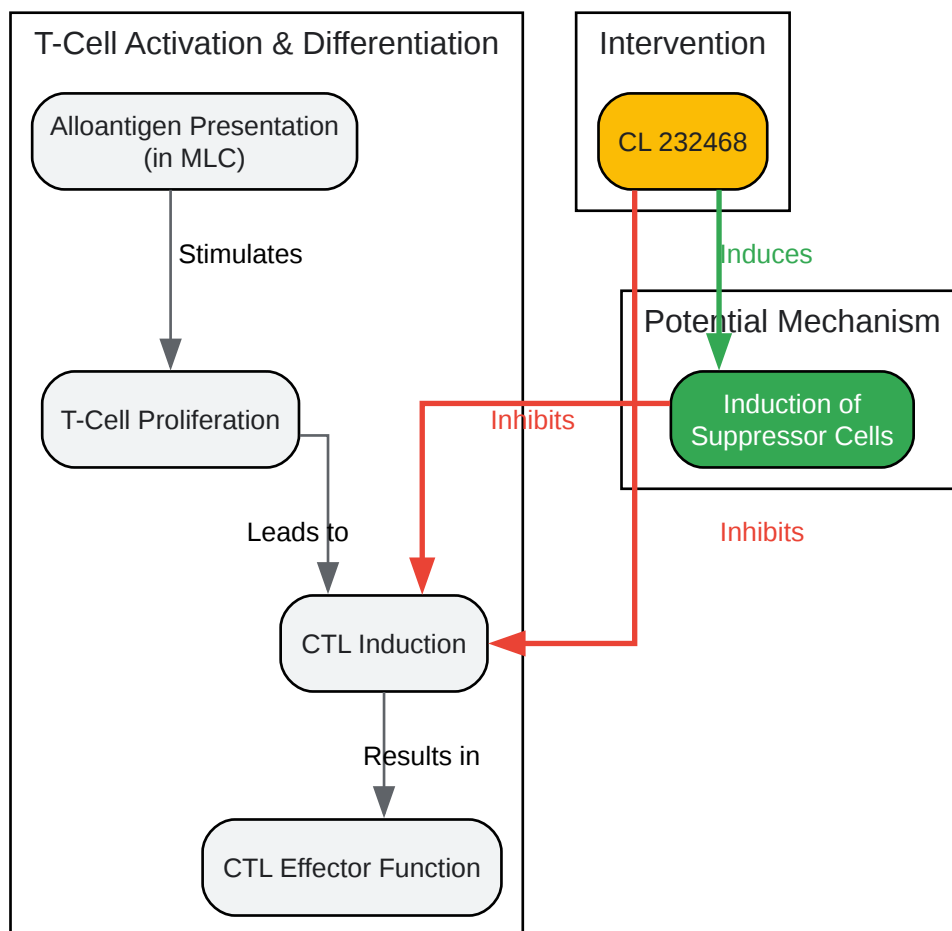 T-Cell Activation & Differentiation
Alloantigen Presentation
(in MLC)
Stimulates
T-Cell Proliferation
Leads to
CTL Induction
Results in
CTL Effector Function
Intervention
CL 232468
Induces
Potential Mechanism
Induction of
Suppressor Cells
Inhibits
Inhibits